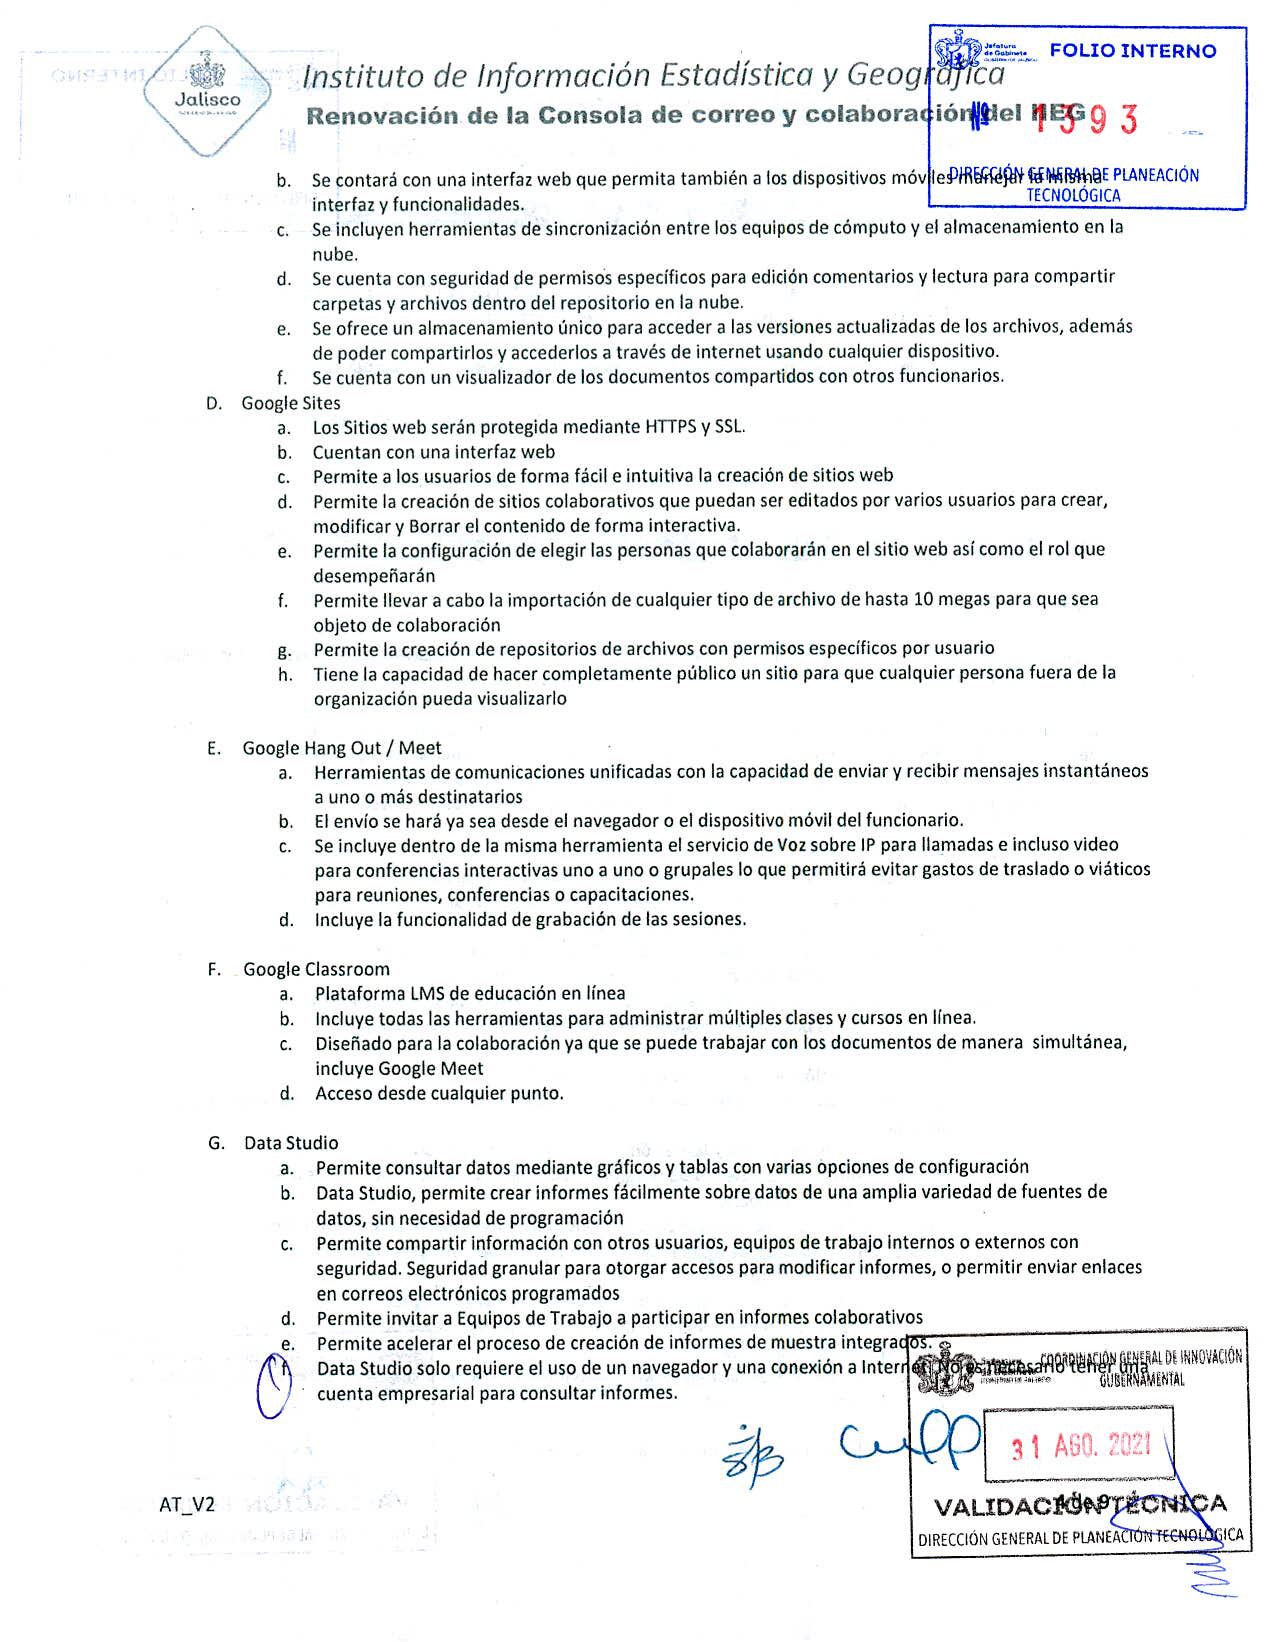 Jalisco
Instituto de Información Estadística y Geográfica
Renovación de la Consola de correo y colaboración del IIEG
Jefatura
de Gabinete
FOLIO INTERNO
Nº 1393
DIRECCIÓN GENERAL DE PLANEACIÓN
TECNOLÓGICA
b. Se contará con una interfaz web que permita también a los dispositivos móviles manejar la misma
interfaz y funcionalidades.
c. Se incluyen herramientas de sincronización entre los equipos de cómputo y el almacenamiento en la
nube.
d. Se cuenta con seguridad de permisos específicos para edición comentarios y lectura para compartir
carpetas y archivos dentro del repositorio en la nube.
e. Se ofrece un almacenamiento único para acceder a las versiones actualizadas de los archivos, además
de poder compartirlos y accederlos a través de internet usando cualquier dispositivo.
f. Se cuenta con un visualizador de los documentos compartidos con otros funcionarios.
D. Google Sites
a. Los Sitios web serán protegida mediante HTTPS y SSL.
b. Cuentan con una interfaz web
c. Permite a los usuarios de forma fácil e intuitiva la creación de sitios web
d. Permite la creación de sitios colaborativos que puedan ser editados por varios usuarios para crear,
modificar y Borrar el contenido de forma interactiva.
e. Permite la configuración de elegir las personas que colaborarán en el sitio web así como el rol que
desempeñarán
f. Permite llevar a cabo la importación de cualquier tipo de archivo de hasta 10 megas para que sea
objeto de colaboración
g. Permite la creación de repositorios de archivos con permisos específicos por usuario
h. Tiene la capacidad de hacer completamente público un sitio para que cualquier persona fuera de la
organización pueda visualizarlo
E. Google Hang Out / Meet
a. Herramientas de comunicaciones unificadas con la capacidad de enviar y recibir mensajes instantáneos
a uno o más destinatarios
b. El envío se hará ya sea desde el navegador o el dispositivo móvil del funcionario.
c. Se incluye dentro de la misma herramienta el servicio de Voz sobre IP para llamadas e incluso video
para conferencias interactivas uno a uno o grupales lo que permitirá evitar gastos de traslado o viáticos
para reuniones, conferencias o capacitaciones.
d. Incluye la funcionalidad de grabación de las sesiones.
F. Google Classroom
a. Plataforma LMS de educación en línea
b. Incluye todas las herramientas para administrar múltiples clases y cursos en línea.
c. Diseñado para la colaboración ya que se puede trabajar con los documentos de manera simultánea,
incluye Google Meet
d. Acceso desde cualquier punto.
G. Data Studio
a. Permite consultar datos mediante gráficos y tablas con varias opciones de configuración
b. Data Studio, permite crear informes fácilmente sobre datos de una amplia variedad de fuentes de
datos, sin necesidad de programación
c. Permite compartir información con otros usuarios, equipos de trabajo internos o externos con
seguridad. Seguridad granular para otorgar accesos para modificar informes, o permitir enviar enlaces
en correos electrónicos programados
d. Permite invitar a Equipos de Trabajo a participar en informes colaborativos
e. Permite acelerar el proceso de creación de informes de muestra integrados.
f. Data Studio solo requiere el uso de un navegador y una conexión a Internet. No es necesario tener una
cuenta empresarial para consultar informes.
COORDINACIÓN GENERAL DE INNOVACIÓN
GUBERNAMENTAL
31 AGO. 2021
VALIDACIÓN TÉCNICA
DIRECCIÓN GENERAL DE PLANEACIÓN TECNOLÓGICA
AT_V2
4 de 9